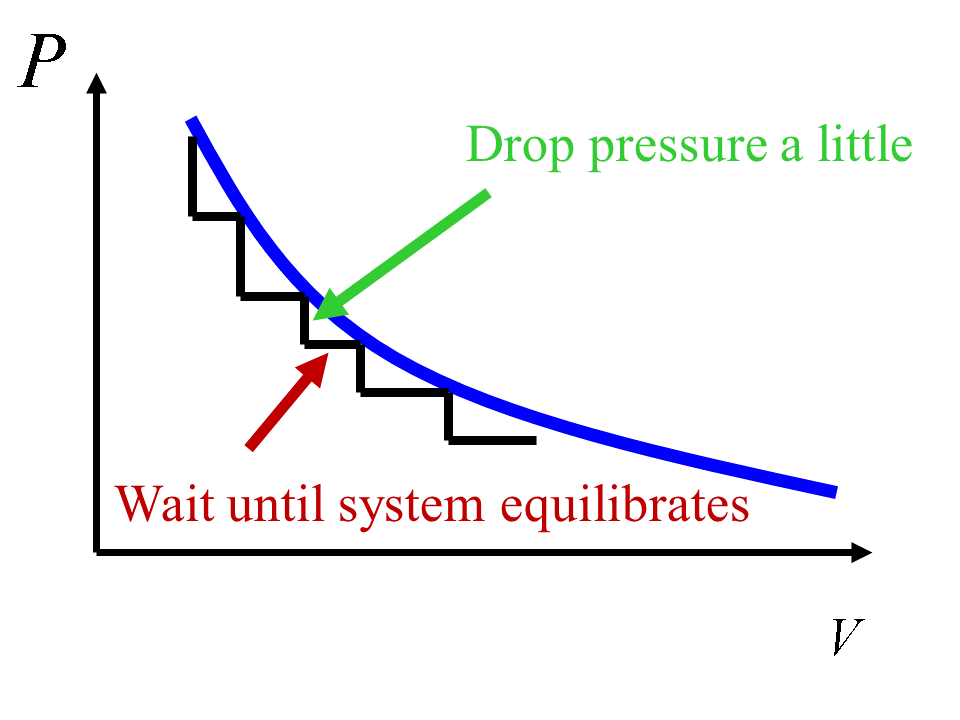 P
Drop pressure a little
Wait until system equilibrates
V